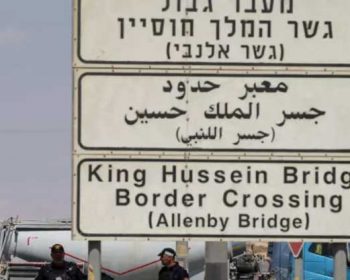 מעבר גבול
גשר המלך חוסיין
(גשר אלנבי)
معبر حدود
جسر الملك حسين
(جسر اللنبي)
King Hussein Bridg
Border Crossing
(Allenby Bridge)